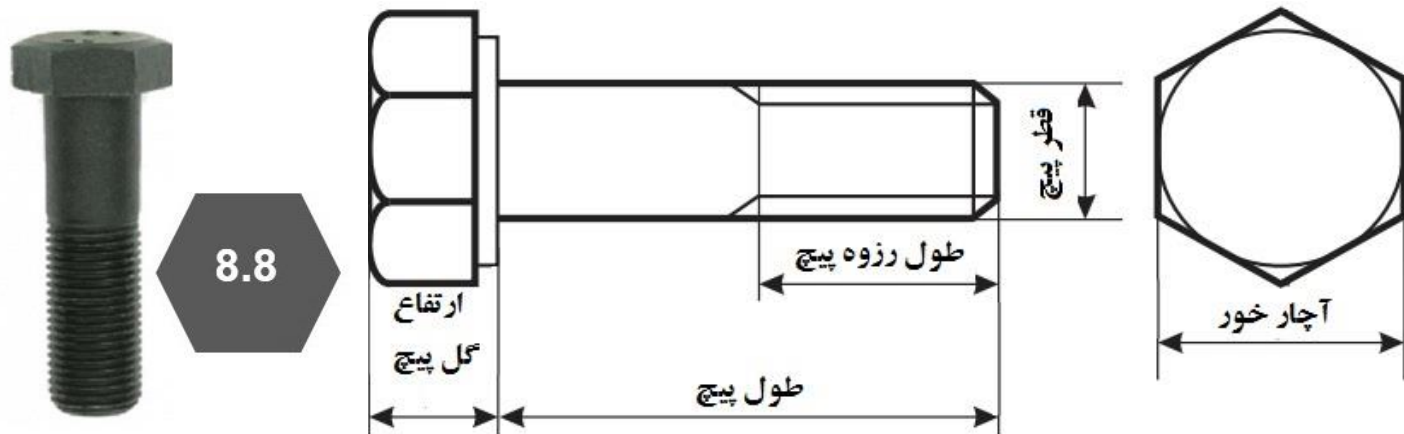 8.8
ارتفاع
گل پیچ
طول رزوه پیچ
طول پیچ
قطر پیچ
آچار خور